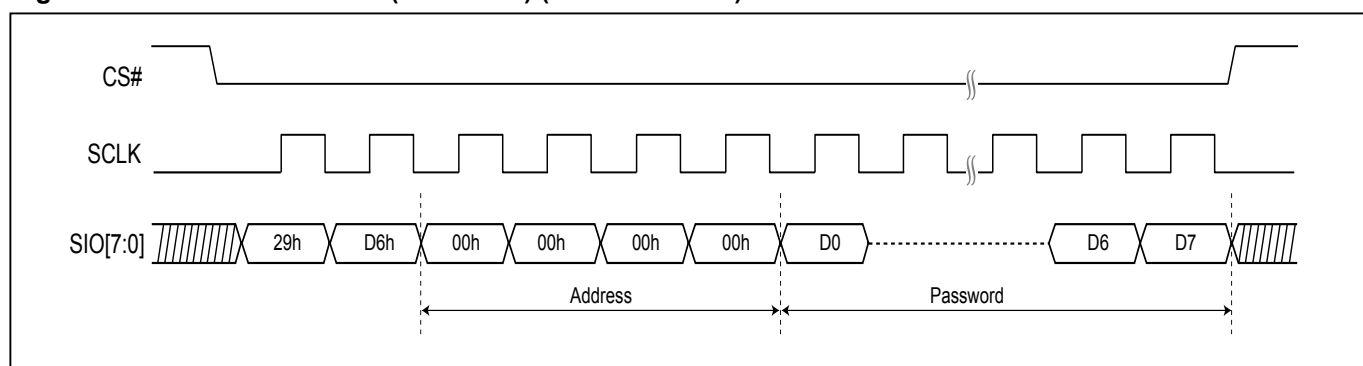 CS#
SCLK
SIO[7:0] 29h D6h 00h 00h 00h 00h D0 D6 D7
Address Password